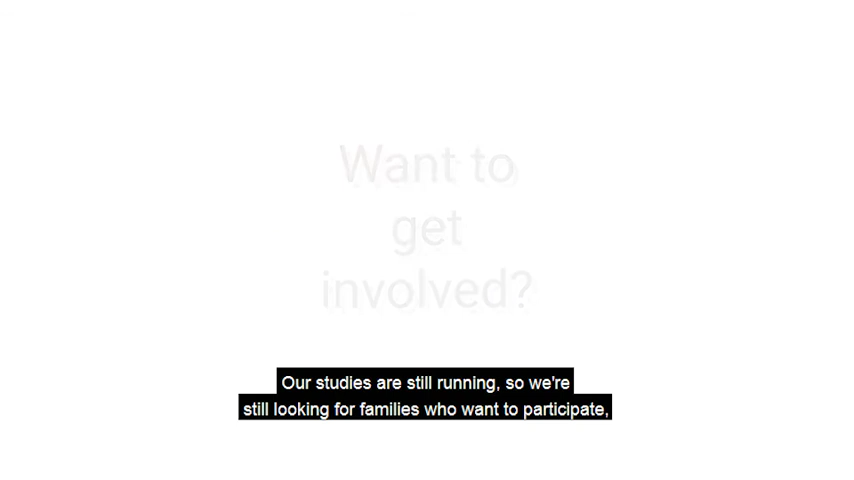 Want to
get
involved?
Our studies are still running, so we're
still looking for families who want to participate,